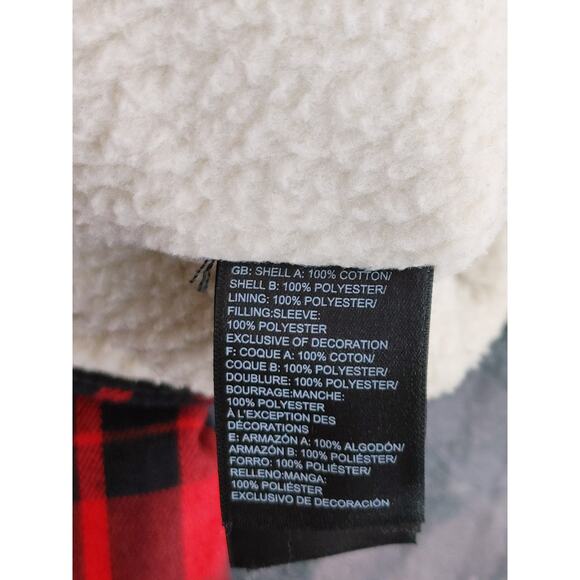 GB: SHELL A: 100% COTTON/
SHELL B: 100% POLYESTER/
LINING: 100% POLYESTER/
FILLING:SLEEVE:
100% POLYESTER
EXCLUSIVE OF DECORATION
F: COQUE A: 100% COTON/
COQUE B: 100% POLYESTER/
DOUBLURE: 100% POLYESTER/
BOURRAGE:MANCHE:
100% POLYESTER
À L'EXCEPTION DES
DÉCORATIONS
E: ARMAZÓN A: 100% ALGODÓN/
ARMAZÓN B: 100% POLIÉSTER/
FORRO: 100% POLIÉSTER/
RELLENO:MANGA:
100% POLIÉSTER
EXCLUSIVO DE DECORACIÓN